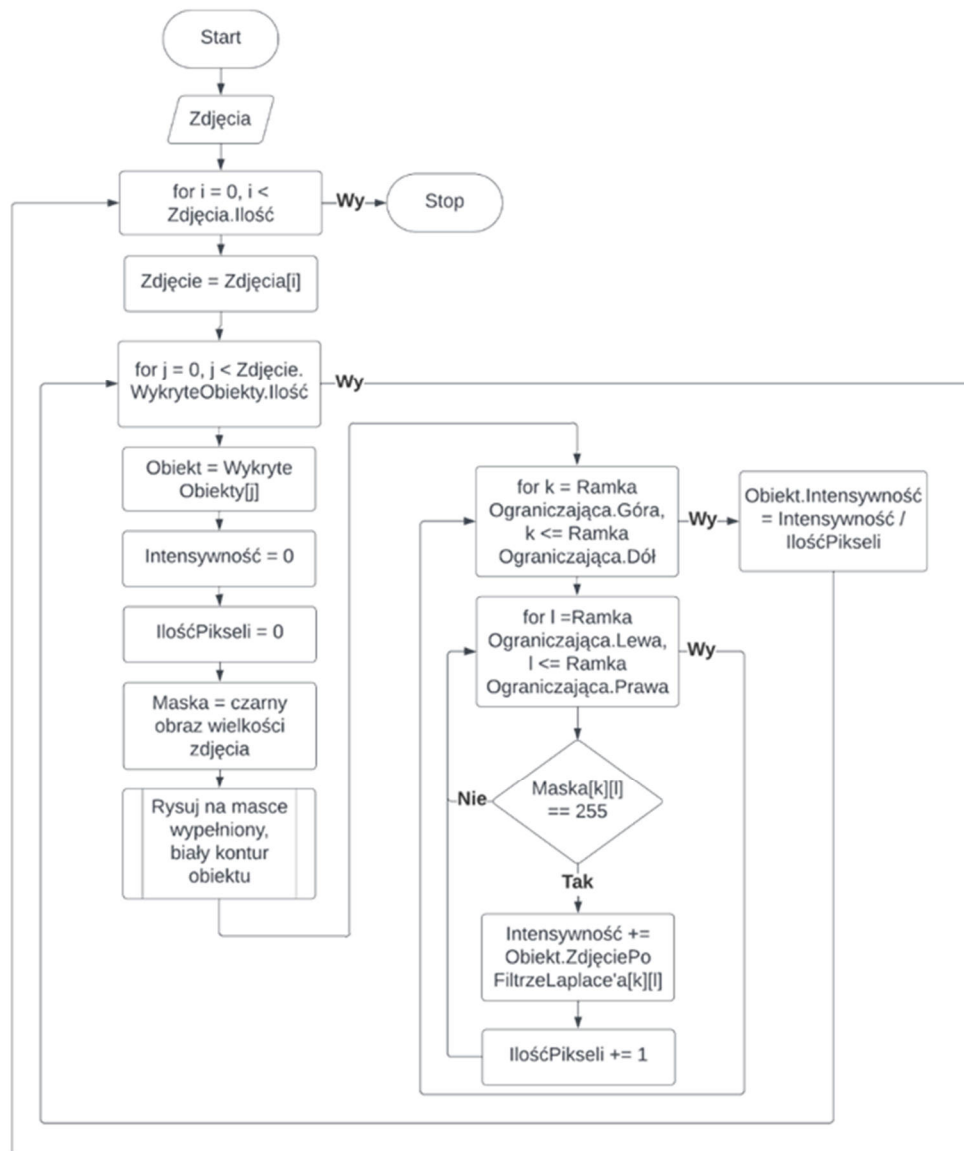 Start
Zdjęcia
for i = 0, i <
Zdjęcia.Ilość
Wy
Stop
Zdjęcie = Zdjęcia[i]
for j = 0, j < Zdjęcie.
WykryteObiekty.Ilość
Wy
Obiekt = Wykryte
Obiekty[j]
Intensywność = 0
IlośćPikseli = 0
Maska = czarny
obraz wielkości
zdjęcia
Rysuj na masce
wypełniony,
biały kontur
obiektu
for k = Ramka
Ograniczająca.Góra,
k <= Ramka
Ograniczająca.Dół
Wy
Obiekt.Intensywność
= Intensywność /
IlośćPikseli
for l =Ramka
Ograniczająca.Lewa,
l <= Ramka
Ograniczająca.Prawa
Wy
Maska[k][l]
== 255
Nie
Tak
Intensywność +=
Obiekt.ZdjęciePo
FiltrzeLaplace'a[k][l]
IlośćPikseli += 1